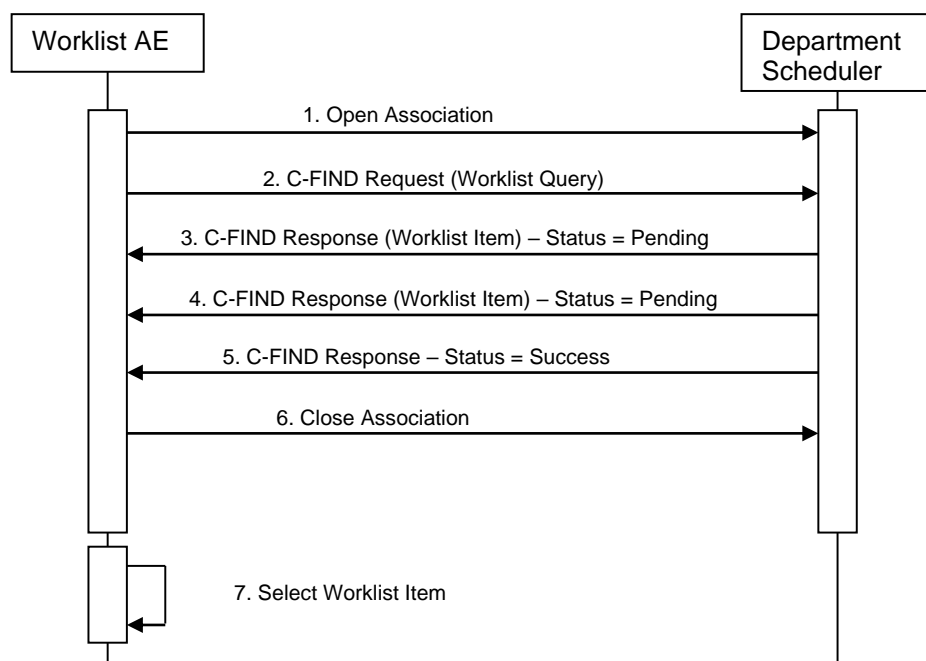 Worklist AE
Department
Scheduler
1. Open Association
2. C-FIND Request (Worklist Query)
3. C-FIND Response (Worklist Item) – Status = Pending
4. C-FIND Response (Worklist Item) – Status = Pending
5. C-FIND Response – Status = Success
6. Close Association
7. Select Worklist Item